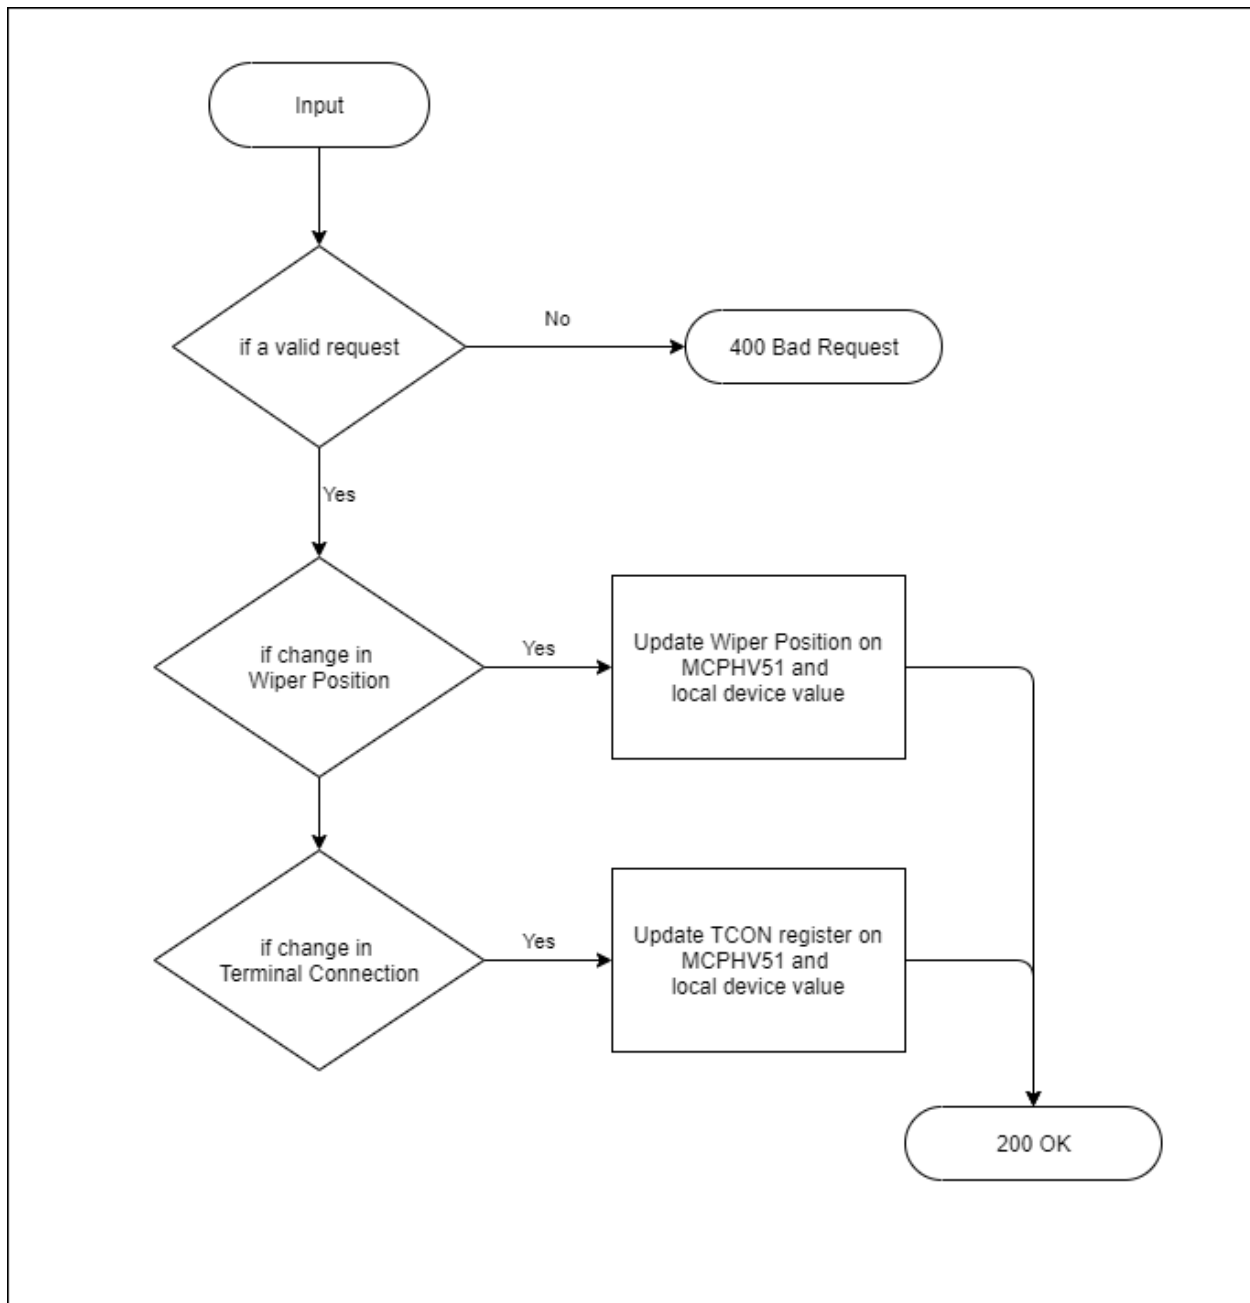 Input
if a valid request
No
400 Bad Request
Yes
if change in
Wiper Position
Yes
Update Wiper Position on
MCPHV51 and
local device value
if change in
Terminal Connection
Yes
Update TCON register on
MCPHV51 and
local device value
200 OK